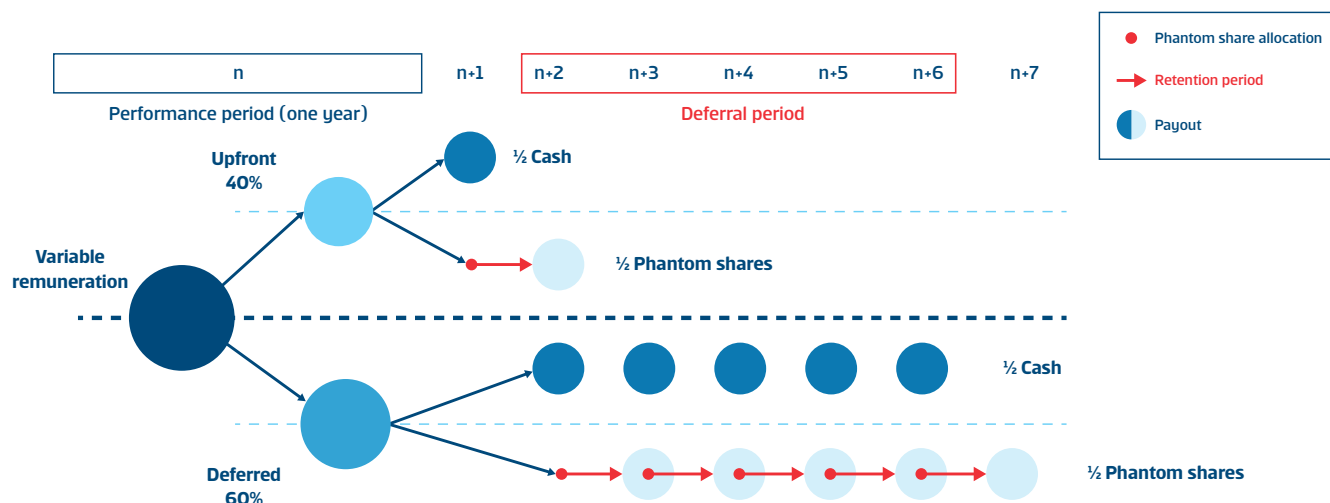 n
n+1
n+2
n+3
n+4
n+5
n+6
n+7
Performance period (one year)
Deferral period
Phantom share allocation
Retention period
Payout
Upfront
40%
½ Cash
½ Phantom shares
Variable
remuneration
½ Cash
½ Phantom shares
Deferred
60%